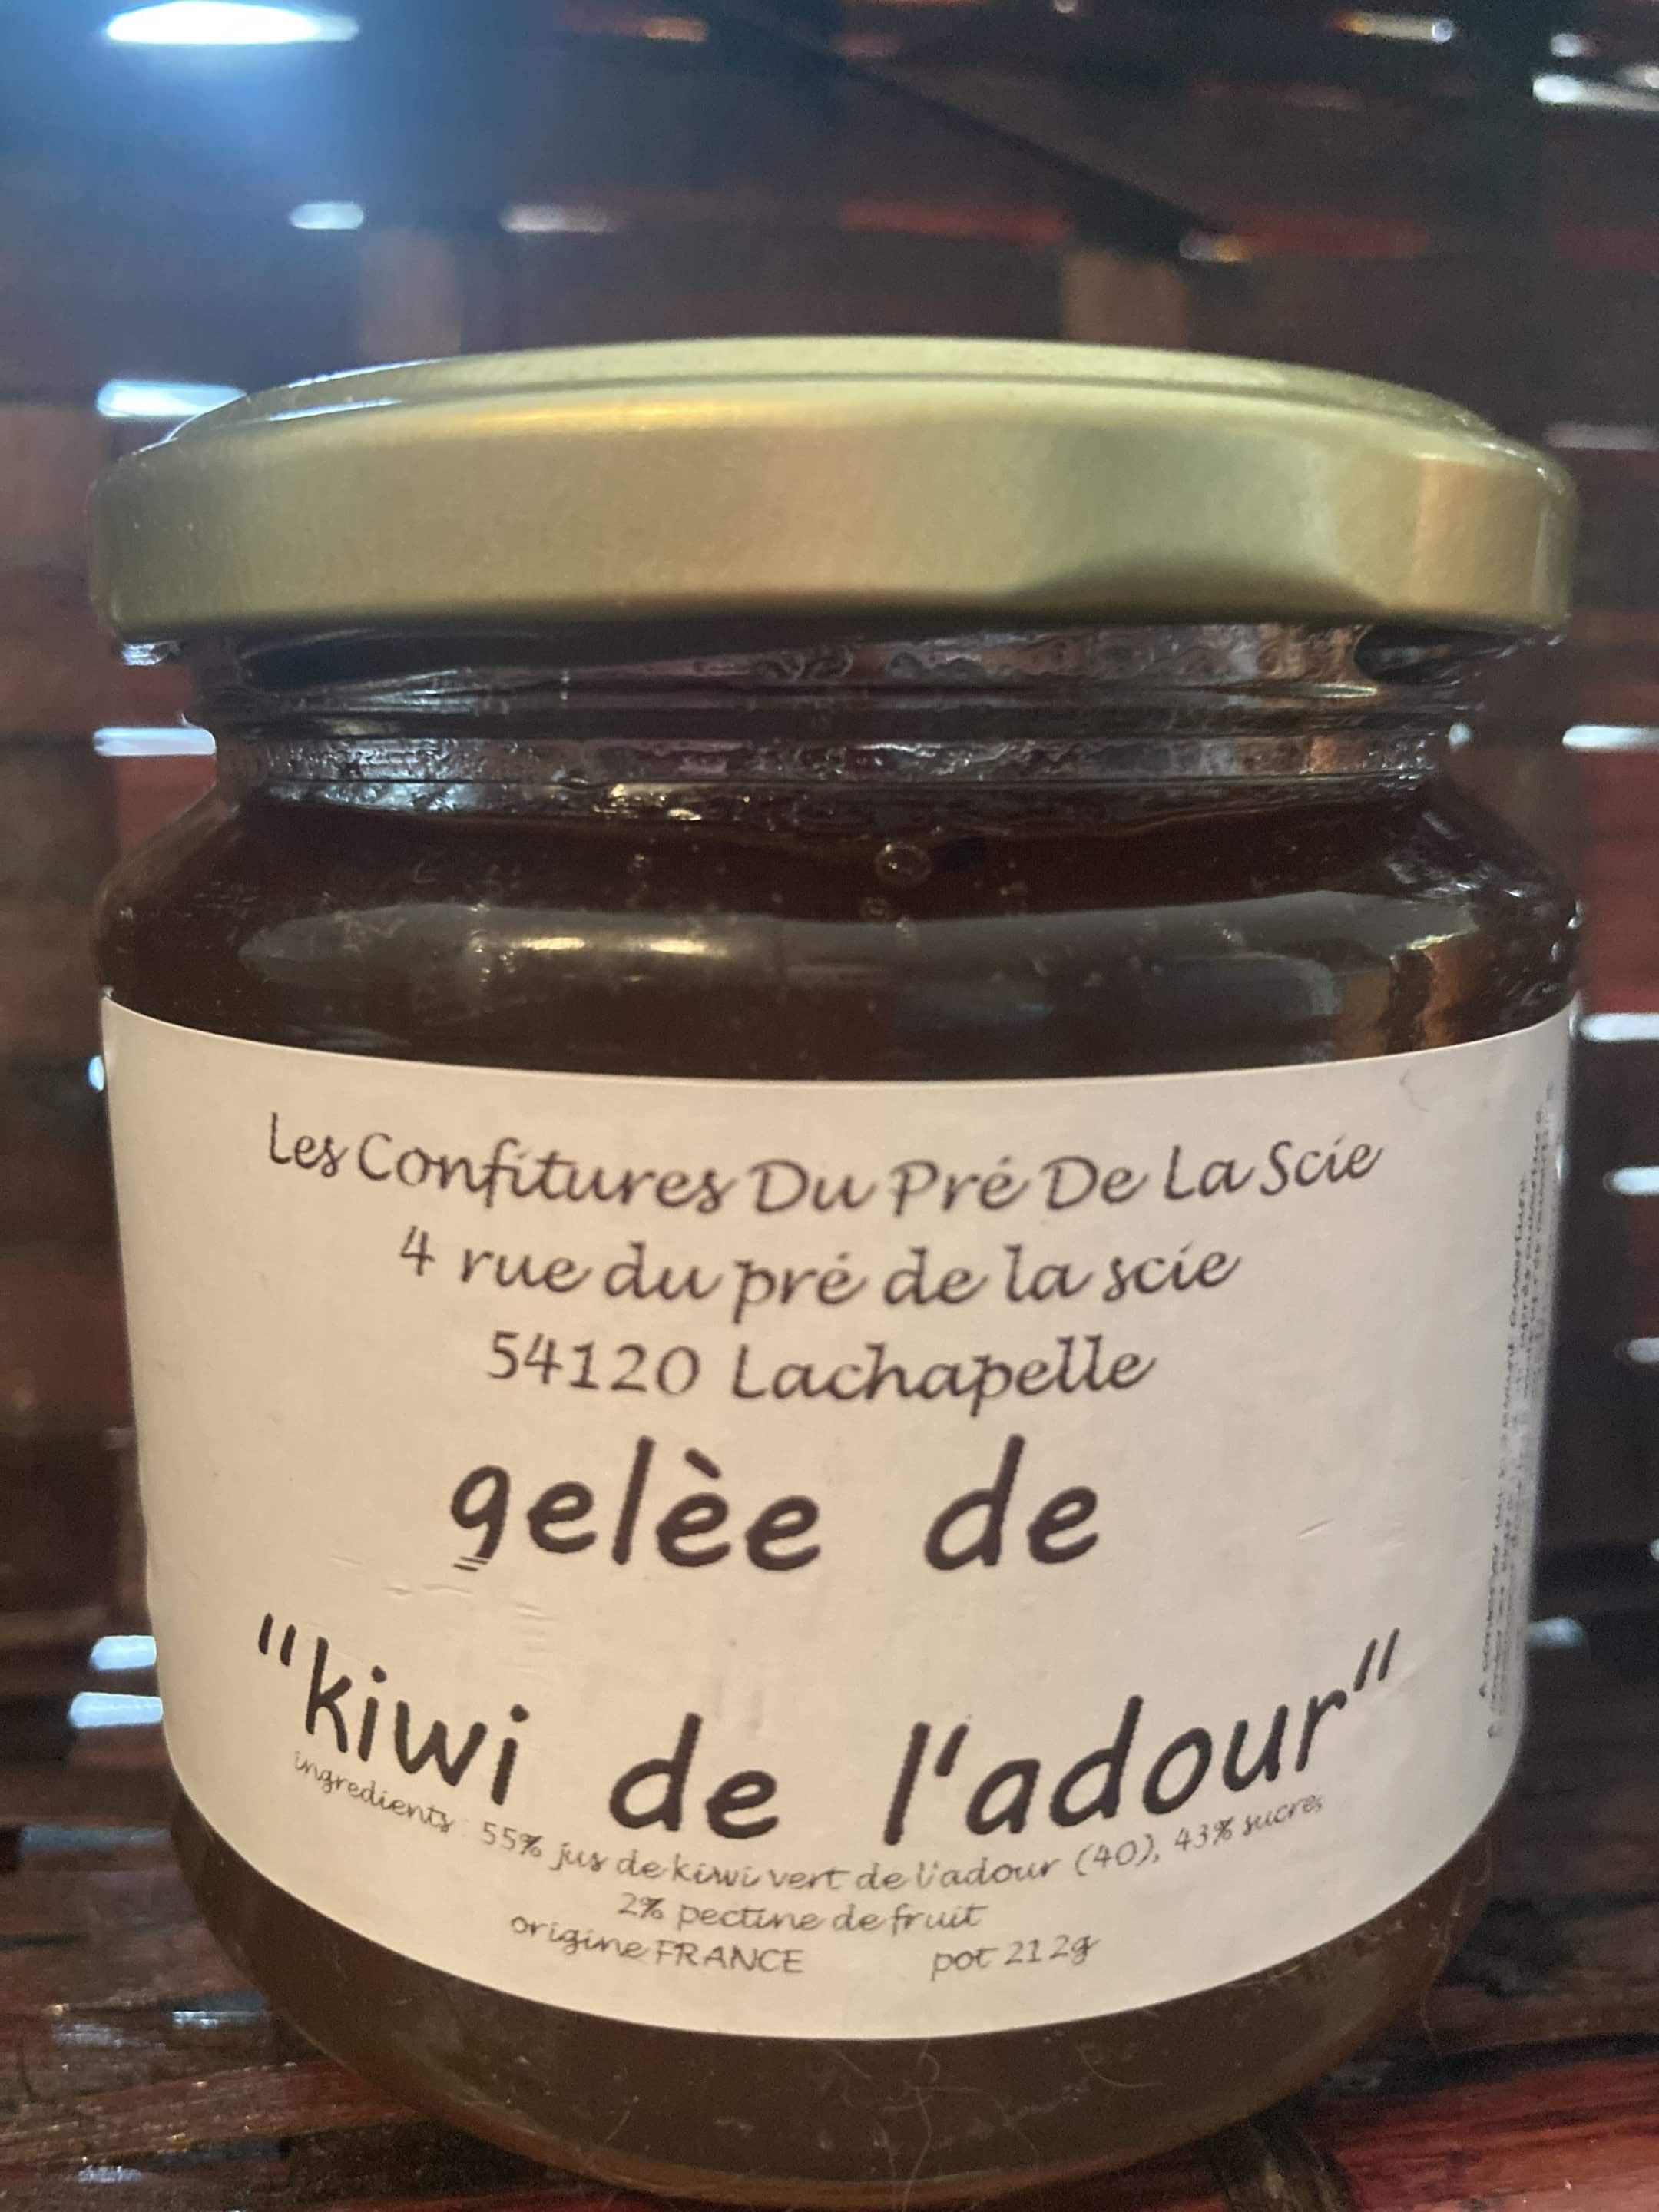 Les Confitures Du Pré De La Scie
4 rue du pré de la scie
54120 Lachapelle
gelèe de
"kiwi de l'adour"
ingredients : 55% jus de kiwi vert de l'adour (40), 43% sucres
2% pectine de fruit
origine FRANCE pot 212g